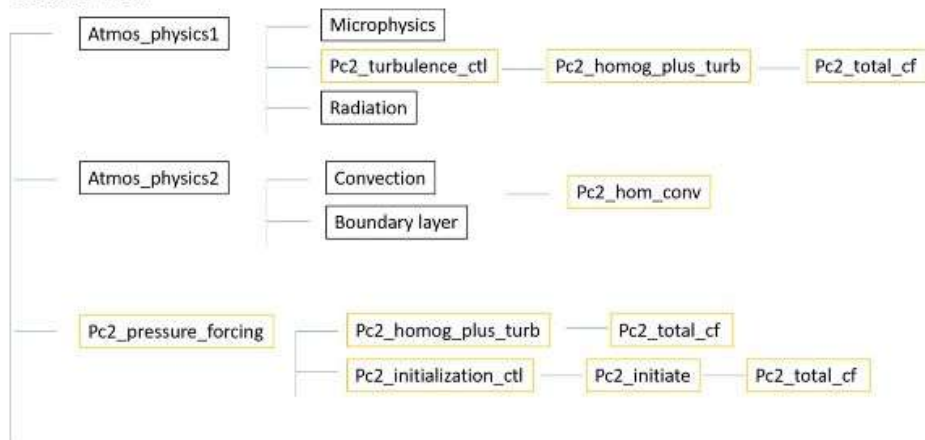 Atmos_physics1
Microphysics
Pc2_turbulence_ctl
Pc2_homog_plus_turb
Pc2_total_cf
Radiation
Atmos_physics2
Convection
Pc2_hom_conv
Boundary layer
Pc2_pressure_forcing
Pc2_homog_plus_turb
Pc2_total_cf
Pc2_initialization_ctl
Pc2_initiate
Pc2_total_cf